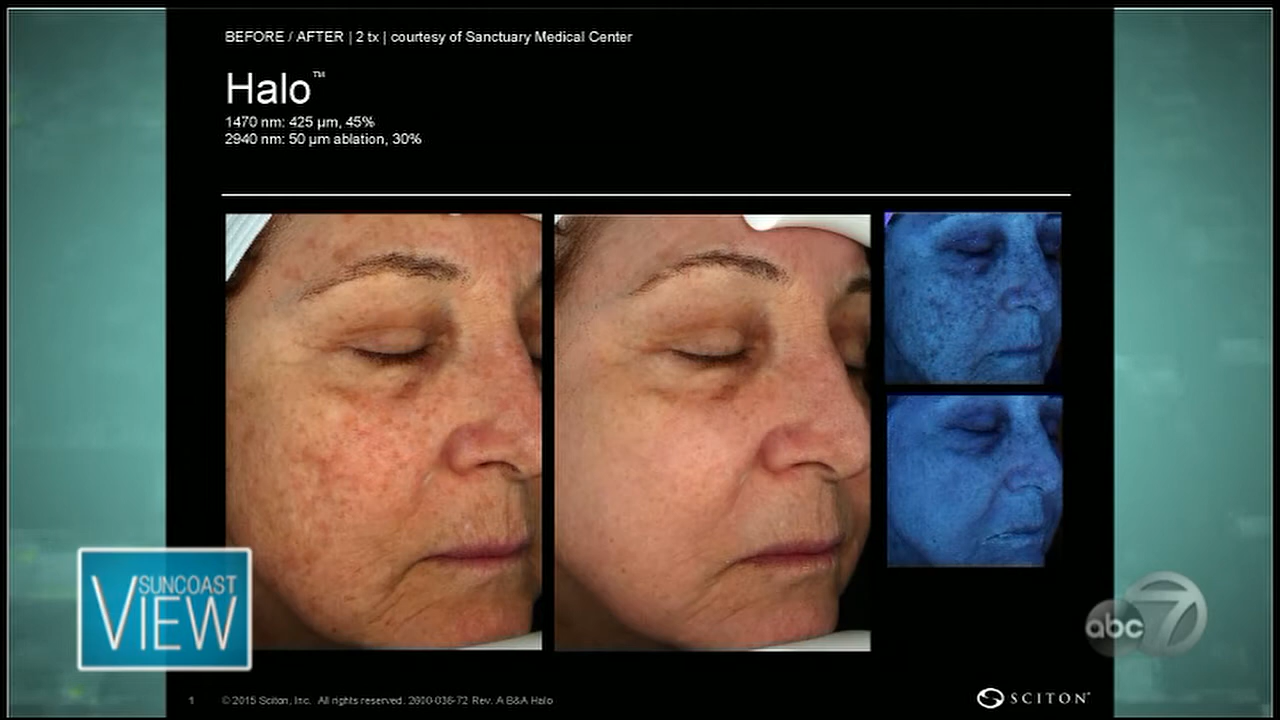 BEFORE / AFTER | 2 tx | courtesy of Sanctuary Medical Center
Halo™
1470 nm: 425 µm, 45%
2940 nm: 50 µm ablation, 30%
SUNCOAST
VIEW
abc 7
1 © 2015 Sciton, Inc. All rights reserved. 2600-036-72 Rev. A B&A Halo
SCITON®